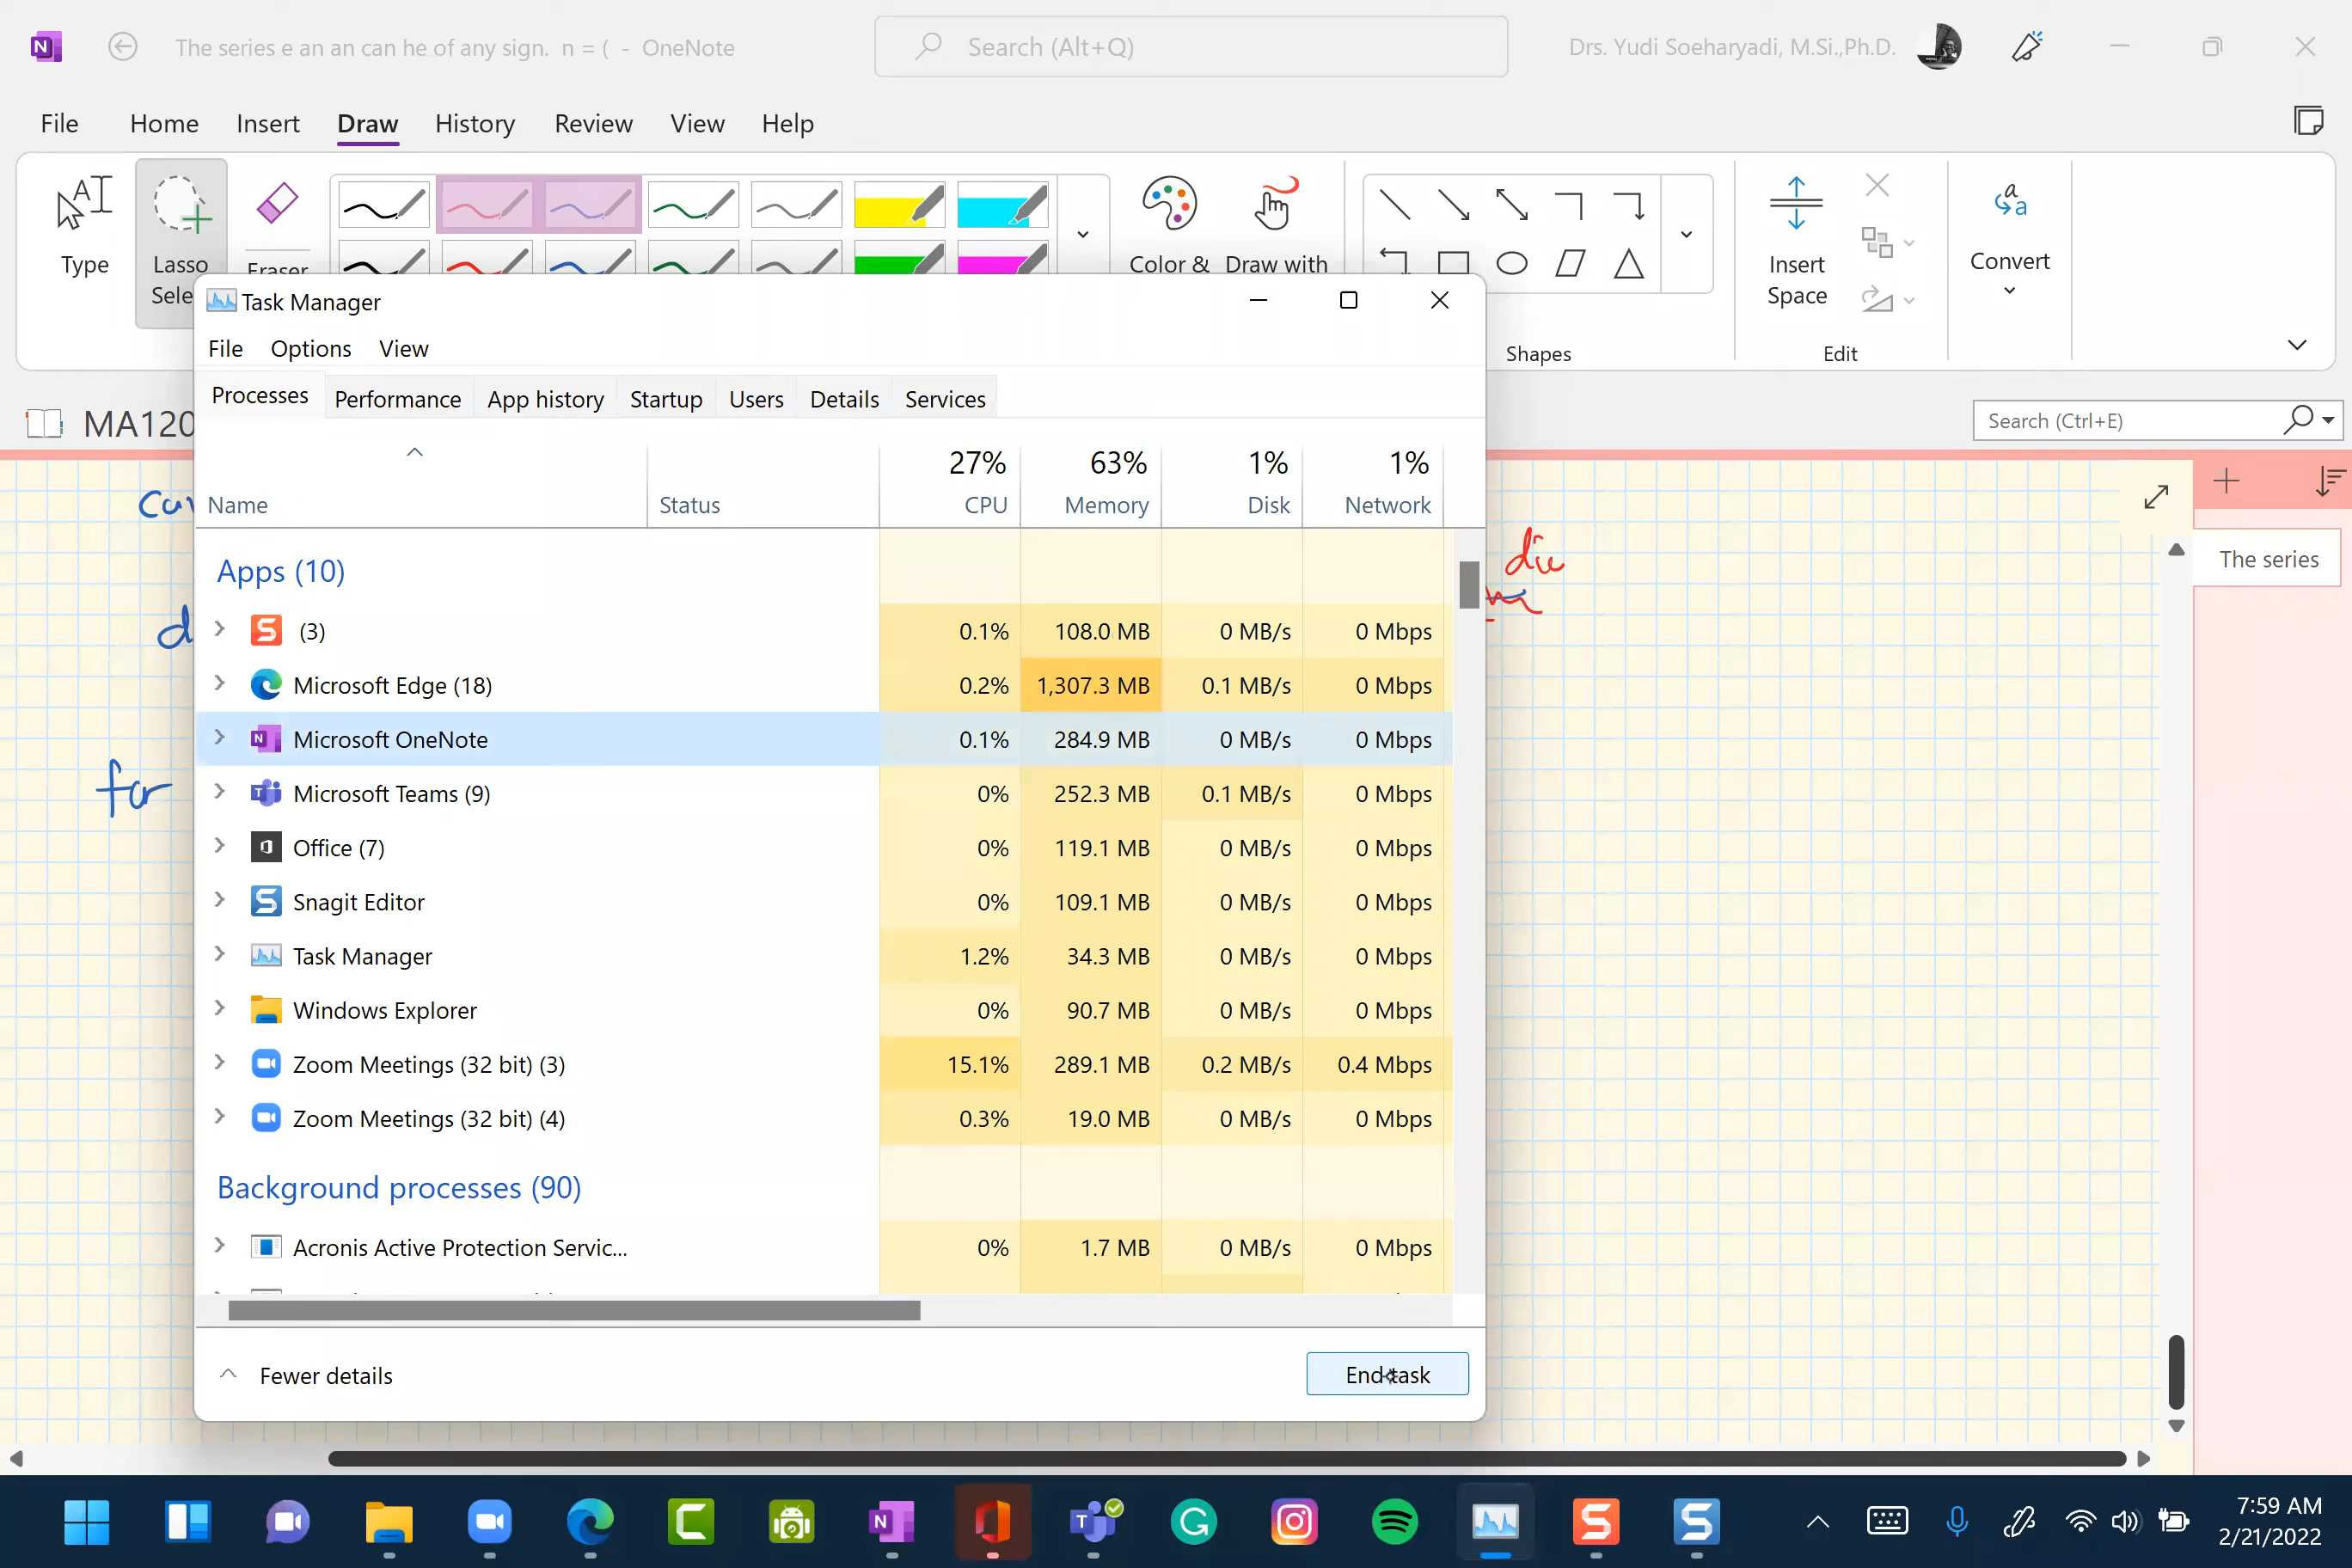 The series e an an can he of any sign.  n = (  -  OneNote
Search (Alt+Q)
Drs. Yudi Soeharyadi, M.Si.,Ph.D.
File Home Insert Draw History Review View Help
Type
Lasso
Sele
Eraser
Color &
Draw with
Shapes
Insert
Space
Edit
Convert
MA120
Search (Ctrl+E)
The series
for
Task Manager
File Options View
Processes Performance App history Startup Users Details Services
27% 63% 1% 1%
Name Status CPU Memory Disk Network
Apps (10)
(3) 0.1% 108.0 MB 0 MB/s 0 Mbps
Microsoft Edge (18) 0.2% 1,307.3 MB 0.1 MB/s 0 Mbps
Microsoft OneNote 0.1% 284.9 MB 0 MB/s 0 Mbps
Microsoft Teams (9) 0% 252.3 MB 0.1 MB/s 0 Mbps
Office (7) 0% 119.1 MB 0 MB/s 0 Mbps
Snagit Editor 0% 109.1 MB 0 MB/s 0 Mbps
Task Manager 1.2% 34.3 MB 0 MB/s 0 Mbps
Windows Explorer 0% 90.7 MB 0 MB/s 0 Mbps
Zoom Meetings (32 bit) (3) 15.1% 289.1 MB 0.2 MB/s 0.4 Mbps
Zoom Meetings (32 bit) (4) 0.3% 19.0 MB 0 MB/s 0 Mbps
Background processes (90)
Acronis Active Protection Servic... 0% 1.7 MB 0 MB/s 0 Mbps
Fewer details
End task
7:59 AM
2/21/2022